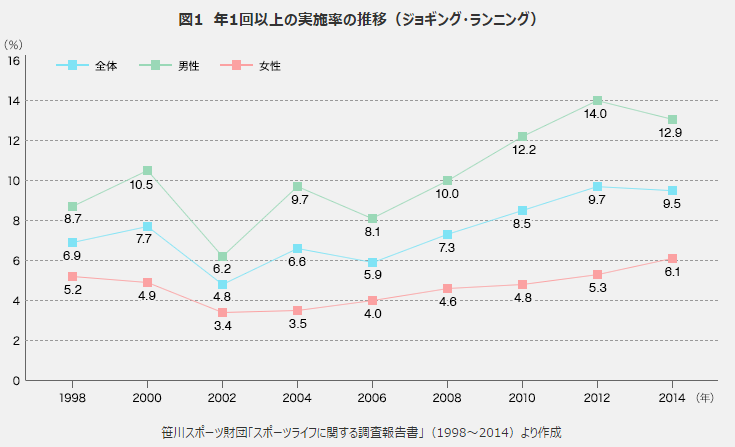 図1 年1回以上の実施率の推移（ジョギング・ランニング）
（%）
全体 男性 女性
16
14
12
10
8
6
4
2
0
8.7 10.5 6.2 9.7 8.1 10.0 12.2 14.0 12.9
6.9 7.7 4.8 6.6 5.9 7.3 8.5 9.7 9.5
5.2 4.9 3.4 3.5 4.0 4.6 4.8 5.3 6.1
1998 2000 2002 2004 2006 2008 2010 2012 2014 （年）
笹川スポーツ財団「スポーツライフに関する調査報告書」（1998～2014）より作成